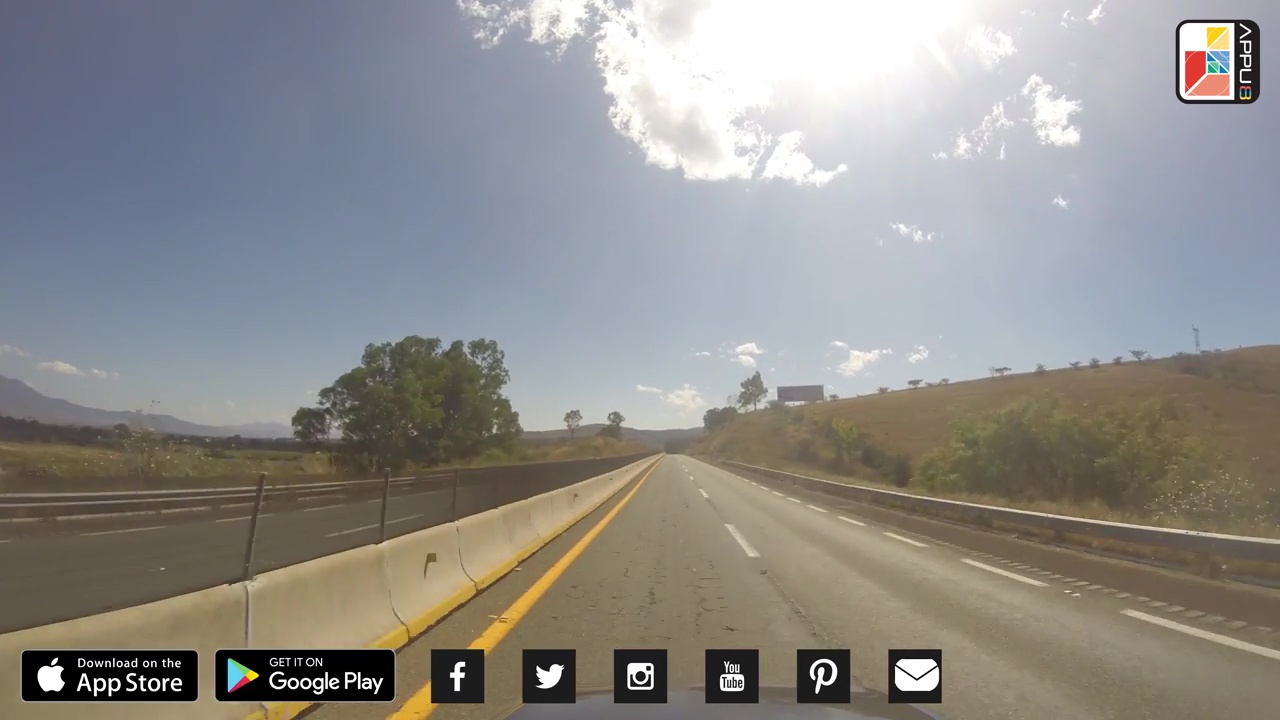 APPU8
Download on the
App Store
GET IT ON
Google Play
You
Tube